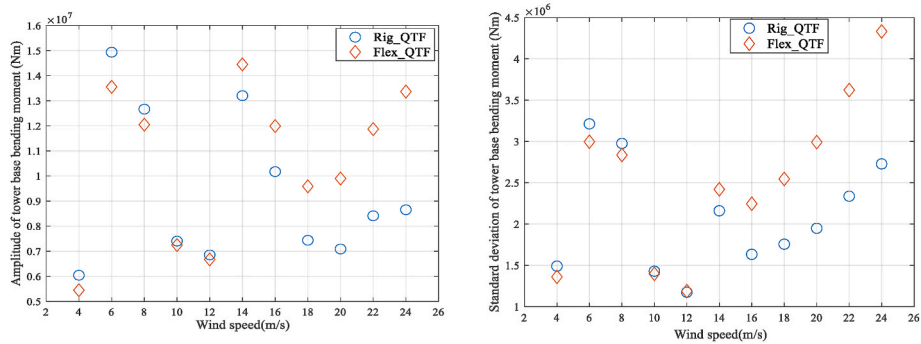 ×10⁷
1.6
1.5
1.4
1.3
1.2
1.1
1
0.9
0.8
0.7
0.6
0.5
2 4 6 8 10 12 14 16 18 20 22 24 26
Wind speed(m/s)
Amplitude of tower base bending moment (Nm)
Rig_QTF
Flex_QTF
×10⁶
4.5
4
3.5
3
2.5
2
1.5
1
2 4 6 8 10 12 14 16 18 20 22 24 26
Wind speed(m/s)
Standard deviation of tower base bending moment (Nm)
Rig_QTF
Flex_QTF